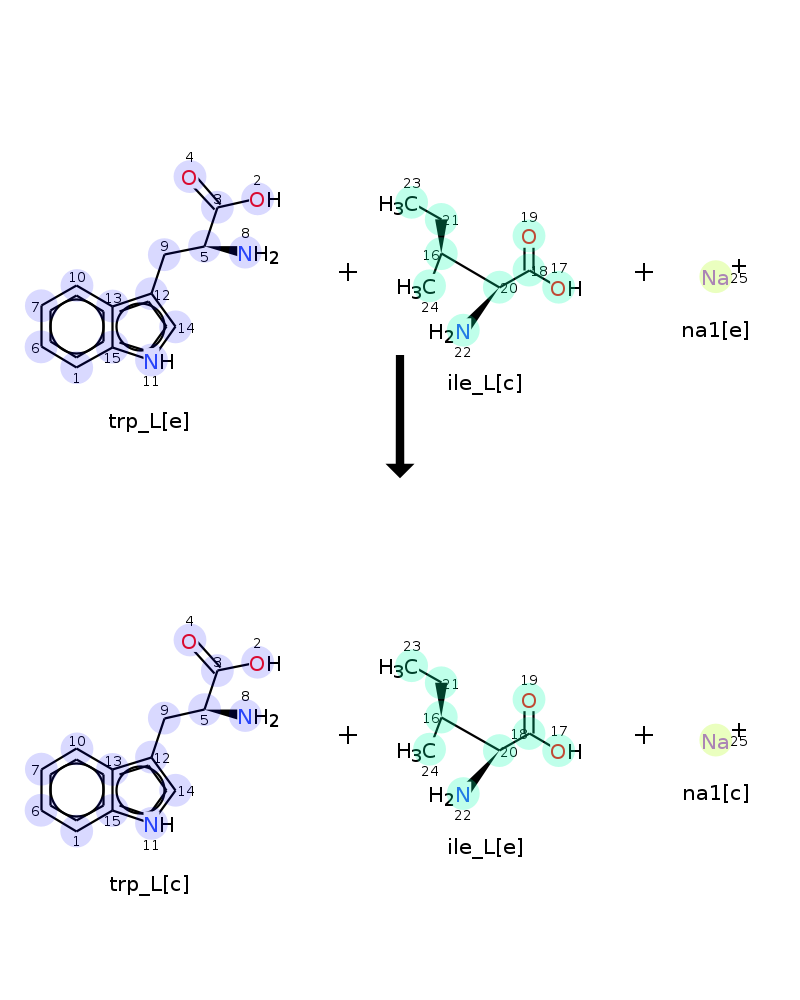 4
O
3
2
OH
8
NH2
9
5
10
13
12
7
14
6
15
NH
1
11
trp_L[e]
+
23
H3C
21
19
O
16
18
17
OH
H3C
24
20
H2N
22
ile_L[c]
+
Na+
25
na1[e]
4
O
3
2
OH
8
NH2
9
5
10
13
12
7
14
6
15
NH
1
11
trp_L[c]
+
23
H3C
21
19
O
16
18
17
OH
H3C
24
20
H2N
22
ile_L[e]
+
Na+
25
na1[c]